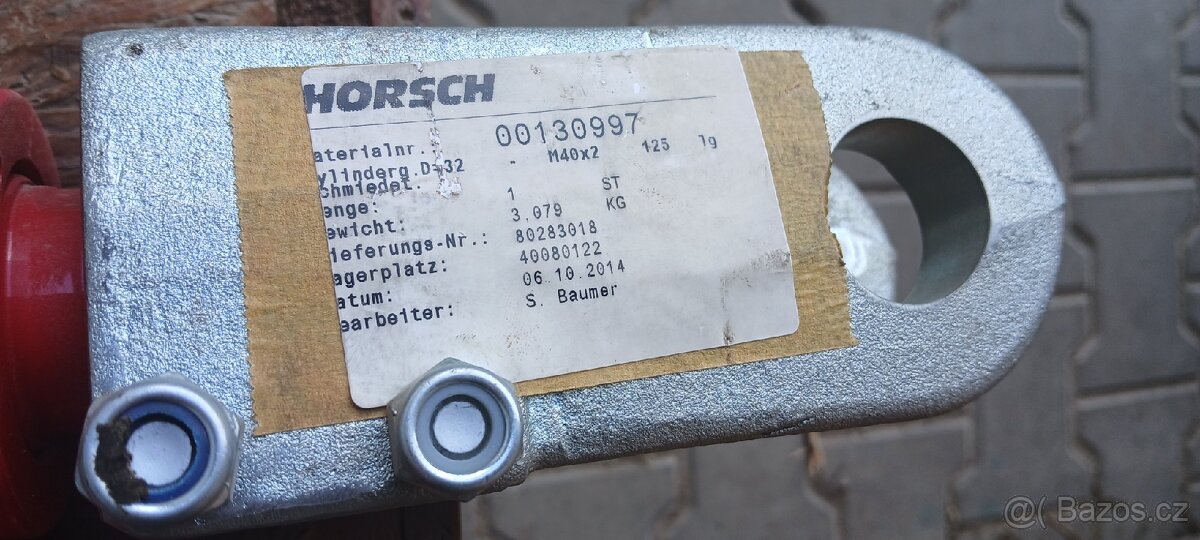 HORSCH
aterialnr.: 00130997
ylinderg.D=32 - M40x2 125 lg
chmiedet.
enge: 1 ST
ewicht: 3,079 KG
ieferungs-Nr.: 80283018
agerplatz: 40080122
atum: 06.10.2014
earbeiter: S. Baumer
@( Bazos.cz